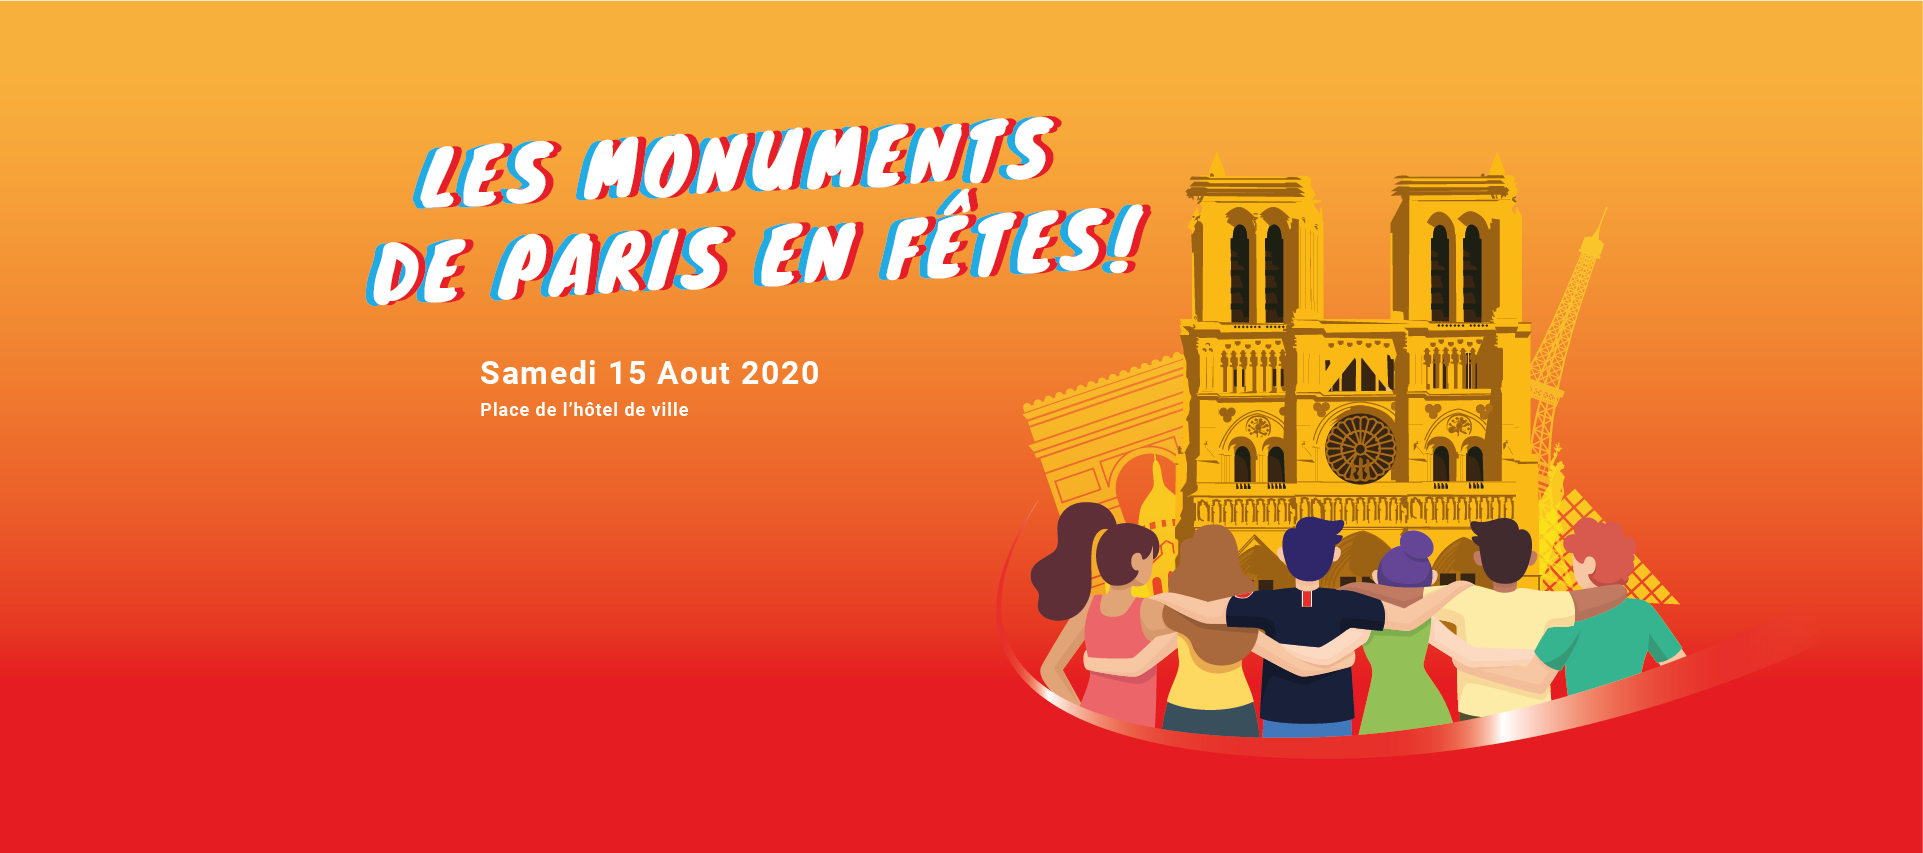 LES MONUMENTS
DE PARIS EN FÊTES!
Samedi 15 Aout 2020
Place de l’hôtel de ville